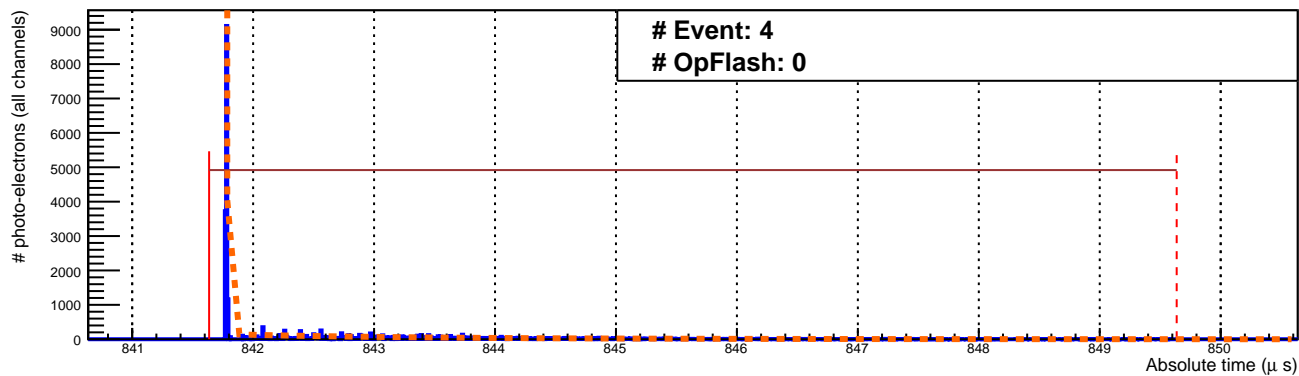 # Event: 4
# OpFlash: 0
# photo-electrons (all channels)
9000
8000
7000
6000
5000
4000
3000
2000
1000
0
841 842 843 844 845 846 847 848 849 850
Absolute time (μ s)